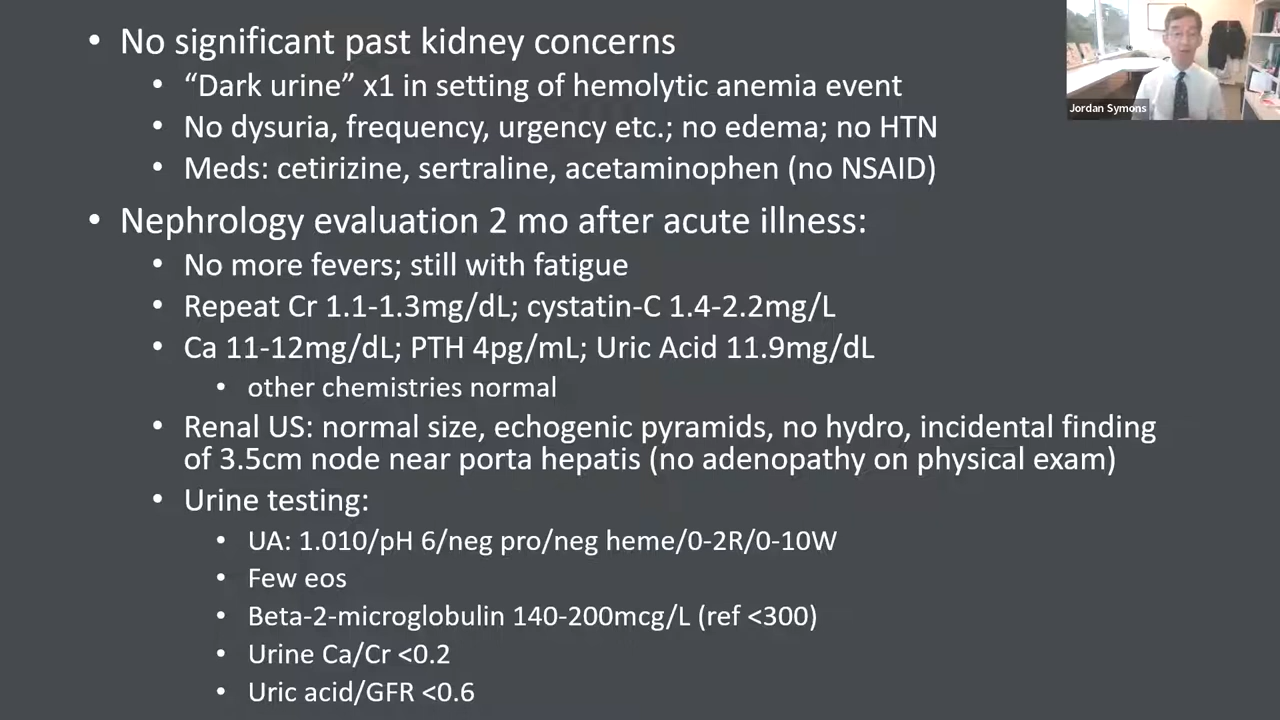 • No significant past kidney concerns
• “Dark urine” x1 in setting of hemolytic anemia event
• No dysuria, frequency, urgency etc.; no edema; no HTN
• Meds: cetirizine, sertraline, acetaminophen (no NSAID)
• Nephrology evaluation 2 mo after acute illness:
• No more fevers; still with fatigue
• Repeat Cr 1.1-1.3mg/dL; cystatin-C 1.4-2.2mg/L
• Ca 11-12mg/dL; PTH 4pg/mL; Uric Acid 11.9mg/dL
• other chemistries normal
• Renal US: normal size, echogenic pyramids, no hydro, incidental finding
of 3.5cm node near porta hepatis (no adenopathy on physical exam)
• Urine testing:
• UA: 1.010/pH 6/neg pro/neg heme/0-2R/0-10W
• Few eos
• Beta-2-microglobulin 140-200mcg/L (ref <300)
• Urine Ca/Cr <0.2
• Uric acid/GFR <0.6
Jordan Symons